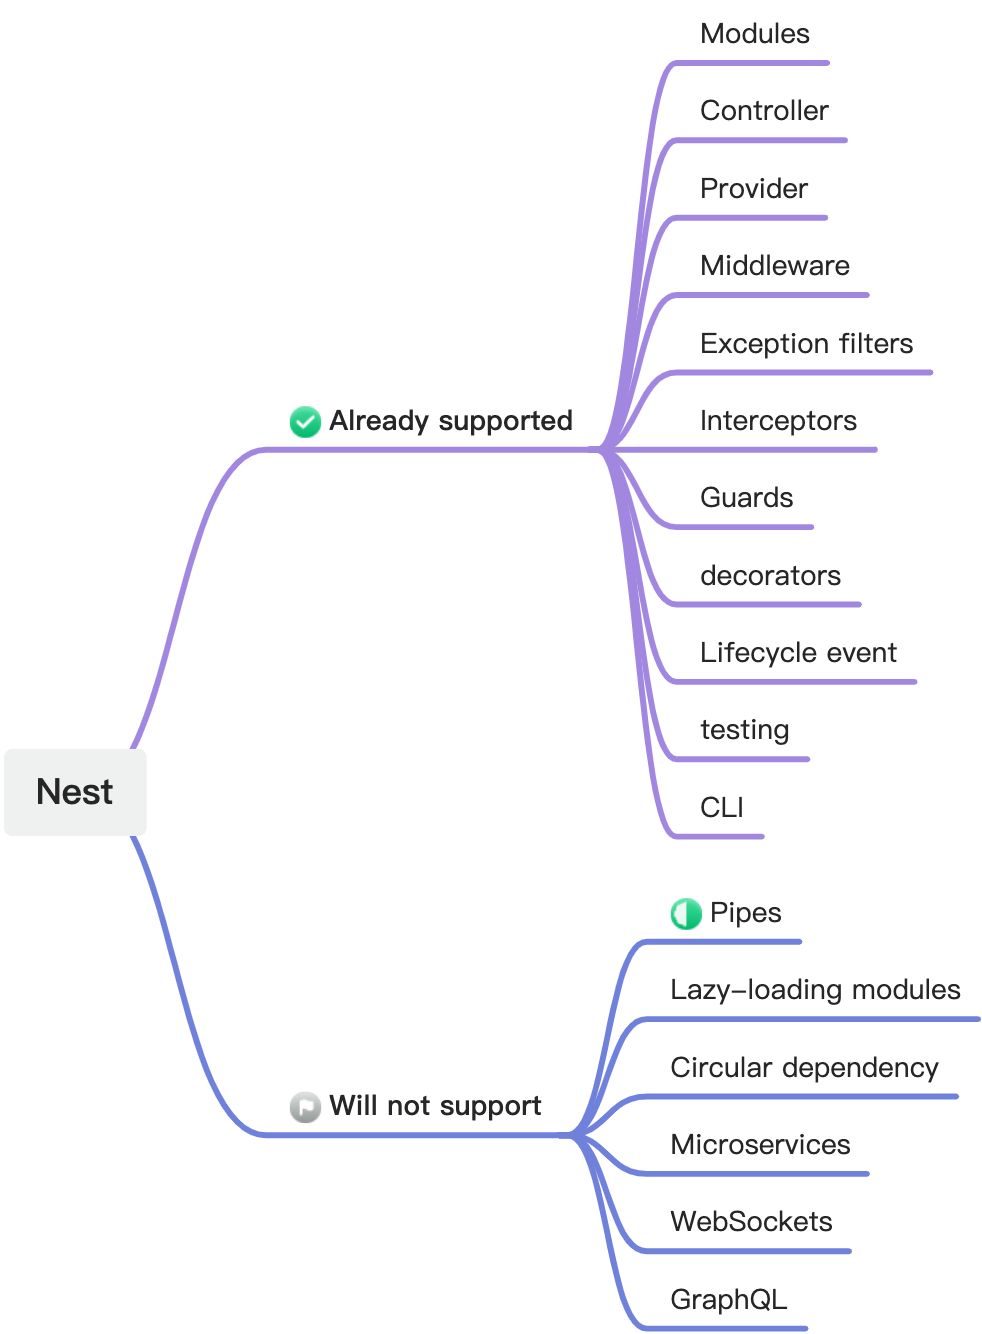 Modules
Controller
Provider
Middleware
Exception filters
Already supported
Interceptors
Guards
decorators
Lifecycle event
testing
Nest
CLI
Pipes
Lazy-loading modules
Circular dependency
Will not support
Microservices
WebSockets
GraphQL